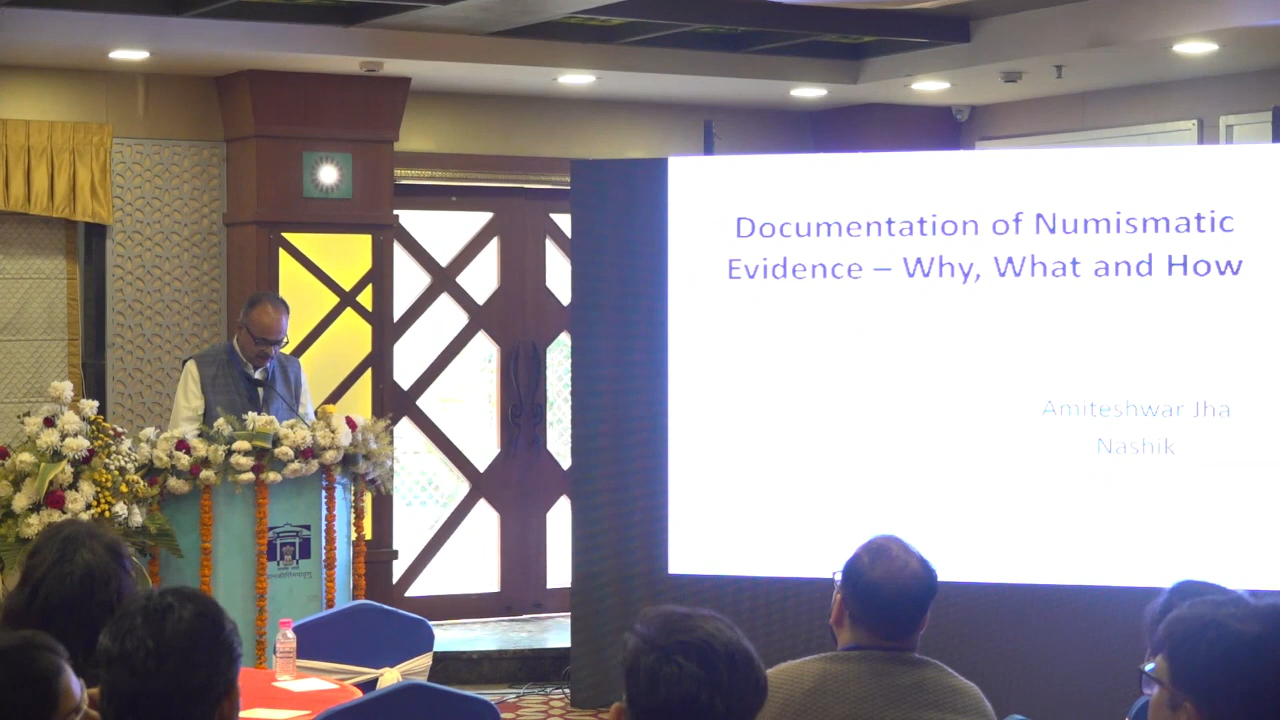 Documentation of Numismatic
Evidence – Why, What and How
Amiteshwar Jha
Nashik